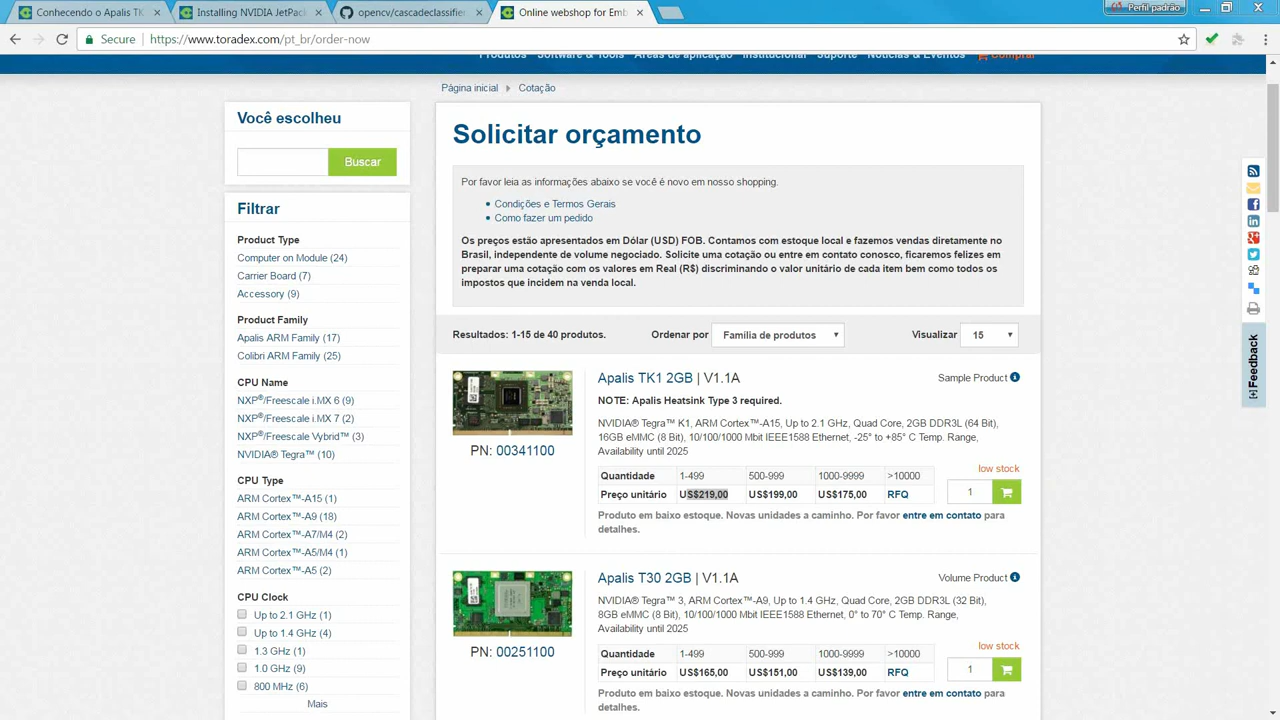 Conhecendo o Apalis TK
Installing NVIDIA JetPac
opencv/cascadeclassifier
Online webshop for Emb
Perfil padrão
Secure
https://www.toradex.com/pt_br/order-now
Produtos Software & Tools Áreas de aplicação Institucional Suporte Notícias & Eventos Comprar
Página inicial Cotação
Você escolheu
Buscar
Filtrar
Product Type
Computer on Module (24)
Carrier Board (7)
Accessory (9)
Product Family
Apalis ARM Family (17)
Colibri ARM Family (25)
CPU Name
NXP®/Freescale i.MX 6 (9)
NXP®/Freescale i.MX 7 (2)
NXP®/Freescale Vybrid™ (3)
NVIDIA® Tegra™ (10)
CPU Type
ARM Cortex™-A15 (1)
ARM Cortex™-A9 (18)
ARM Cortex™-A7/M4 (2)
ARM Cortex™-A5/M4 (1)
ARM Cortex™-A5 (2)
CPU Clock
Up to 2.1 GHz (1)
Up to 1.4 GHz (4)
1.3 GHz (1)
1.0 GHz (9)
800 MHz (6)
Mais
Solicitar orçamento
Por favor leia as informações abaixo se você é novo em nosso shopping.
Condições e Termos Gerais
Como fazer um pedido
Os preços estão apresentados em Dólar (USD) FOB. Contamos com estoque local e fazemos vendas diretamente no
Brasil, independente de volume negociado. Solicite uma cotação ou entre em contato conosco, ficaremos felizes em
preparar uma cotação com os valores em Real (R$) discriminando o valor unitário de cada item bem como todos os
impostos que incidem na venda local.
Resultados: 1-15 de 40 produtos. Ordenar por Família de produtos Visualizar 15
Apalis TK1 2GB | V1.1A Sample Product
NOTE: Apalis Heatsink Type 3 required.
NVIDIA® Tegra™ K1, ARM Cortex™-A15, Up to 2.1 GHz, Quad Core, 2GB DDR3L (64 Bit),
16GB eMMC (8 Bit), 10/100/1000 Mbit IEEE1588 Ethernet, -25° to +85° C Temp. Range,
Availability until 2025
PN: 00341100
low stock
Quantidade 1-499 500-999 1000-9999 >10000
Preço unitário US$219,00 US$199,00 US$175,00 RFQ
1
Produto em baixo estoque. Novas unidades a caminho. Por favor entre em contato para
detalhes.
Apalis T30 2GB | V1.1A Volume Product
NVIDIA® Tegra™ 3, ARM Cortex™-A9, Up to 1.4 GHz, Quad Core, 2GB DDR3L (32 Bit),
8GB eMMC (8 Bit), 10/100/1000 Mbit IEEE1588 Ethernet, 0° to 70° C Temp. Range,
Availability until 2025
PN: 00251100
low stock
Quantidade 1-499 500-999 1000-9999 >10000
Preço unitário US$165,00 US$151,00 US$139,00 RFQ
1
Produto em baixo estoque. Novas unidades a caminho. Por favor entre em contato para
detalhes.
[+] Feedback